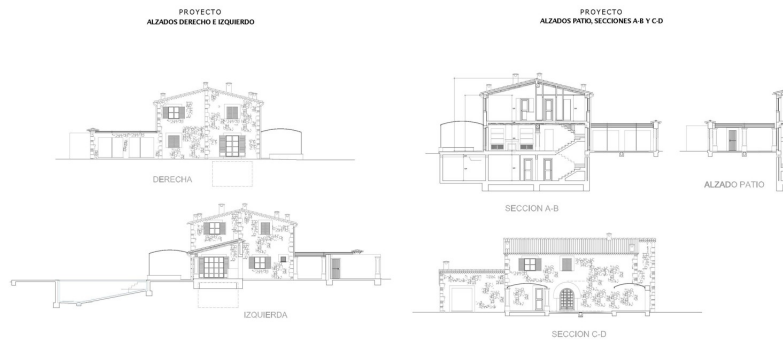 PROYECTO
ALZADOS DERECHO E IZQUIERDO
DERECHA
IZQUIERDA
PROYECTO
ALZADOS PATIO, SECCIONES A-B Y C-D
SECCION A-B
ALZADO PATIO
SECCION C-D